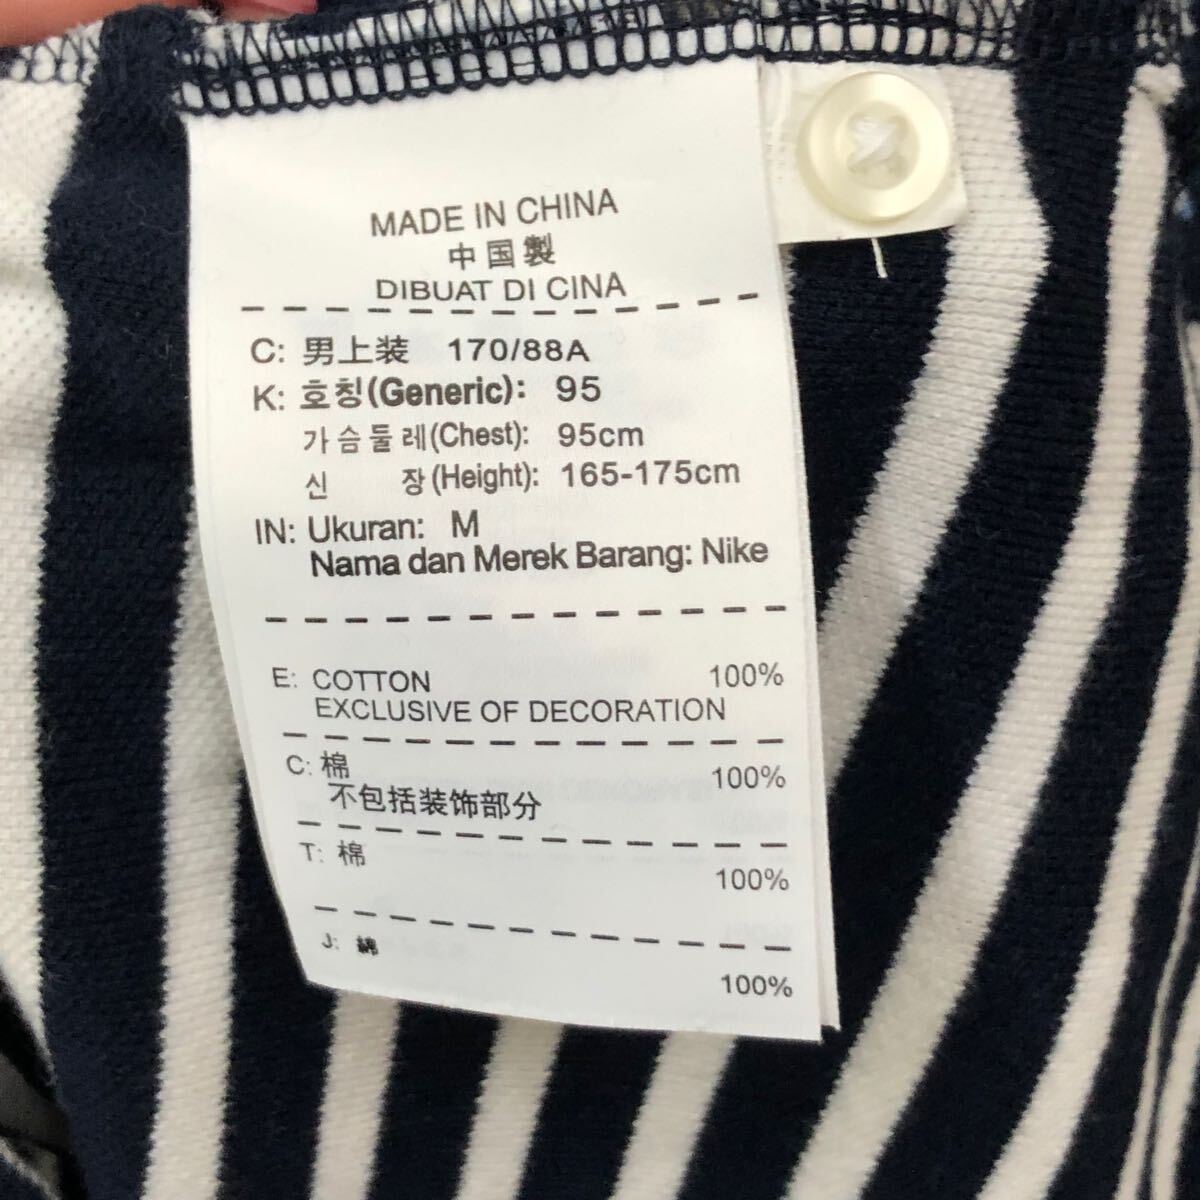 MADE IN CHINA
中国製
DIBUAT DI CINA
C: 男上装 170/88A
K: 호칭(Generic): 95
가슴둘레(Chest): 95cm
신 장(Height): 165-175cm
IN: Ukuran: M
Nama dan Merek Barang: Nike
E: COTTON 100%
EXCLUSIVE OF DECORATION
C: 棉 100%
不包括装饰部分
T: 棉 100%
J: 綿 100%